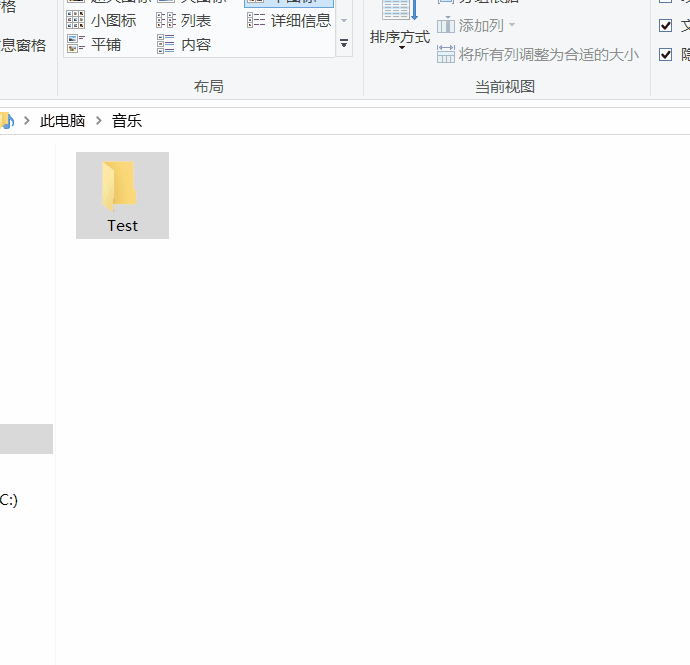 格
小图标 列表 详细信息
息窗格 平铺 内容
排序方式
添加列
将所有列调整为合适的大小
布局 当前视图
此电脑 > 音乐
Test
C:)